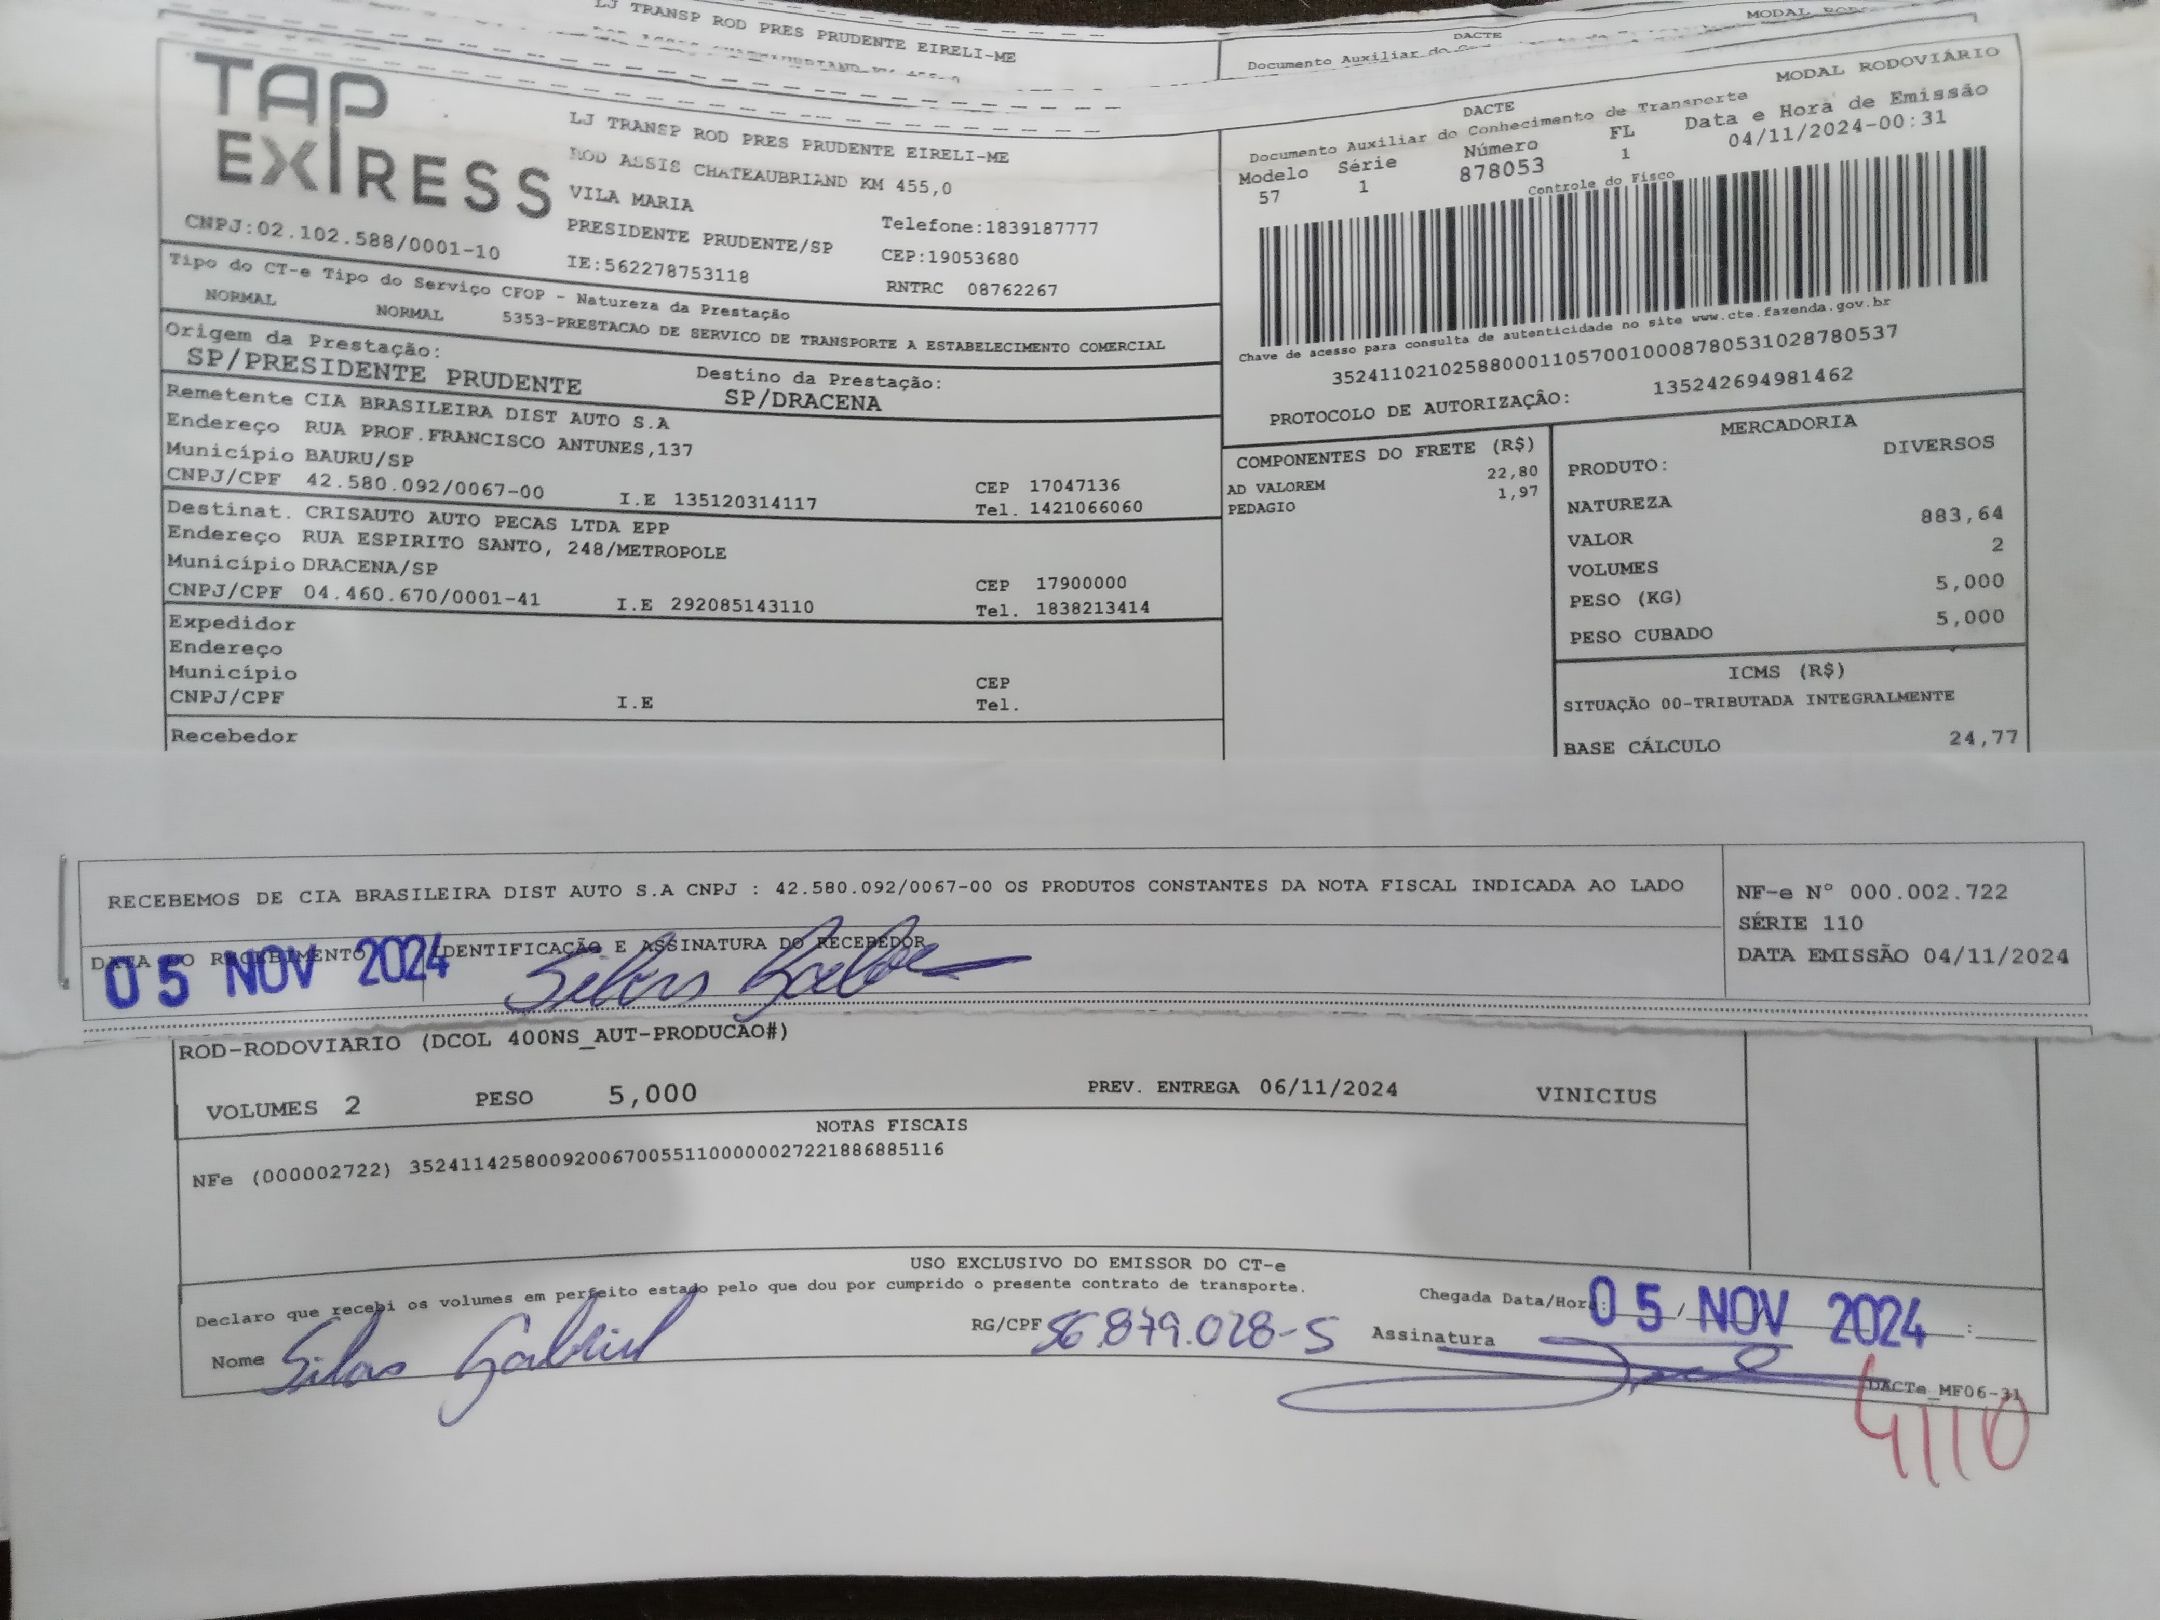 LJ TRANSP ROD PRES PRUDENTE EIRELI-ME
DACTE
MODAL
Documento Auxiliar do
TAP EXPRESS
CNPJ:02.102.588/0001-10
LJ TRANSP ROD PRES PRUDENTE EIRELI-ME
ROD ASSIS CHATEAUBRIAND KM 455,0
VILA MARIA
PRESIDENTE PRUDENTE/SP
IE:562278753118
Telefone:1839187777
CEP:19053680
RNTRC 08762267
DACTE
MODAL RODOVIÁRIO
Documento Auxiliar do Conhecimento de Transporte
Modelo Série Número FL Data e Hora de Emissão
57 1 878053 1 04/11/2024-00:31
Controle do Fisco
Chave de acesso para consulta de autenticidade no site www.cte.fazenda.gov.br
35241102102588000110570010008780531028780537
PROTOCOLO DE AUTORIZAÇÃO: 135242694981462
Tipo do CT-e Tipo do Serviço CFOP - Natureza da Prestação
NORMAL NORMAL 5353-PRESTACAO DE SERVICO DE TRANSPORTE A ESTABELECIMENTO COMERCIAL
Origem da Prestação: Destino da Prestação:
SP/PRESIDENTE PRUDENTE SP/DRACENA
Remetente CIA BRASILEIRA DIST AUTO S.A
Endereço RUA PROF.FRANCISCO ANTUNES,137
Município BAURU/SP CEP 17047136
CNPJ/CPF 42.580.092/0067-00 I.E 135120314117 Tel. 1421066060
Destinat. CRISAUTO AUTO PECAS LTDA EPP
Endereço RUA ESPIRITO SANTO, 248/METROPOLE
Município DRACENA/SP CEP 17900000
CNPJ/CPF 04.460.670/0001-41 I.E 292085143110 Tel. 1838213414
Expedidor
Endereço
Município CEP
CNPJ/CPF I.E Tel.
Recebedor
COMPONENTES DO FRETE (R$)
AD VALOREM 22,80
PEDAGIO 1,97
MERCADORIA
PRODUTO: DIVERSOS
NATUREZA
VALOR 883,64
VOLUMES 2
PESO (KG) 5,000
PESO CUBADO 5,000
ICMS (R$)
SITUAÇÃO 00-TRIBUTADA INTEGRALMENTE
BASE CÁLCULO 24,77
RECEBEMOS DE CIA BRASILEIRA DIST AUTO S.A CNPJ : 42.580.092/0067-00 OS PRODUTOS CONSTANTES DA NOTA FISCAL INDICADA AO LADO
DATA DO RECEBIMENTO IDENTIFICAÇÃO E ASSINATURA DO RECEBEDOR
05 NOV 2024 Silas Gabriel
NF-e Nº 000.002.722
SÉRIE 110
DATA EMISSÃO 04/11/2024
ROD-RODOVIARIO (DCOL 400NS_AUT-PRODUCAO#)
VOLUMES 2 PESO 5,000 PREV. ENTREGA 06/11/2024 VINICIUS
NOTAS FISCAIS
NFe (000002722) 35241142580092006700551100000027221886885116
USO EXCLUSIVO DO EMISSOR DO CT-e
Declaro que recebi os volumes em perfeito estado pelo que dou por cumprido o presente contrato de transporte.
Chegada Data/Hora: 05 NOV 2024
Nome Silas Gabriel RG/CPF 56.879.028-5 Assinatura
DACTe_MF06-31